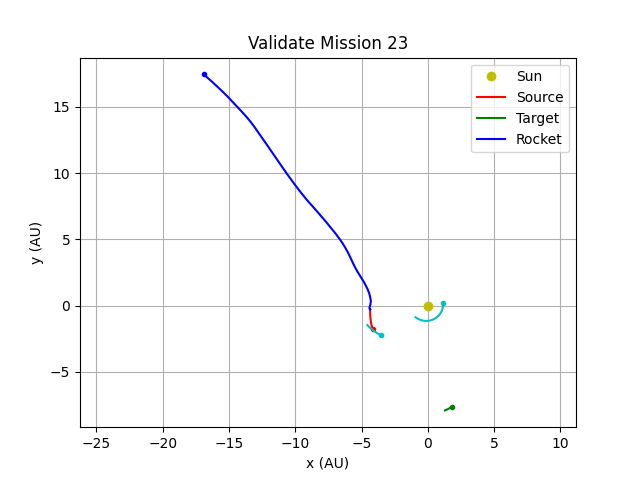 Validate Mission 23
Sun
Source
Target
Rocket
15
10
5
0
−5
y (AU)
−25
−20
−15
−10
−5
0
5
10
x (AU)